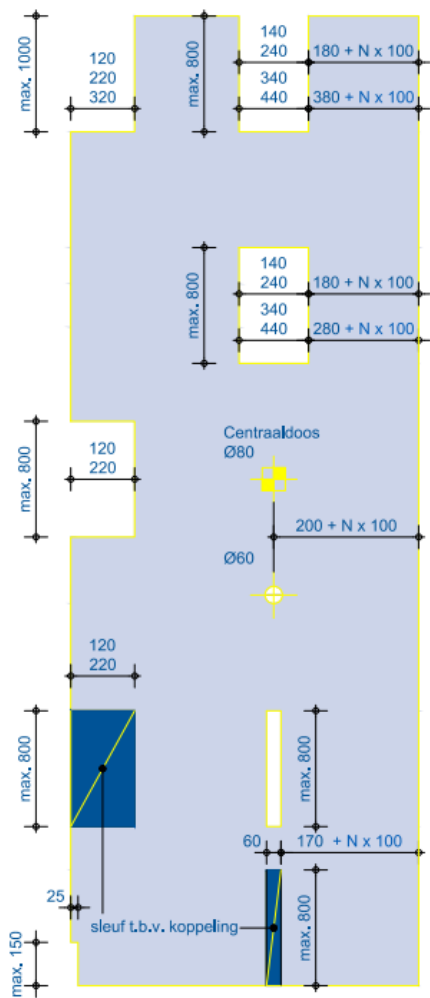 140
120 240 180 + N x 100
220 340
320 440 380 + N x 100
max. 1000
max. 800
140
240 180 + N x 100
340
440 280 + N x 100
max. 800
Centraaldoos
Ø80
120
220
max. 800
200 + N x 100
Ø60
120
220
max. 800
max. 800
60 170 + N x 100
25
sleuf t.b.v. koppeling
max. 800
max. 150